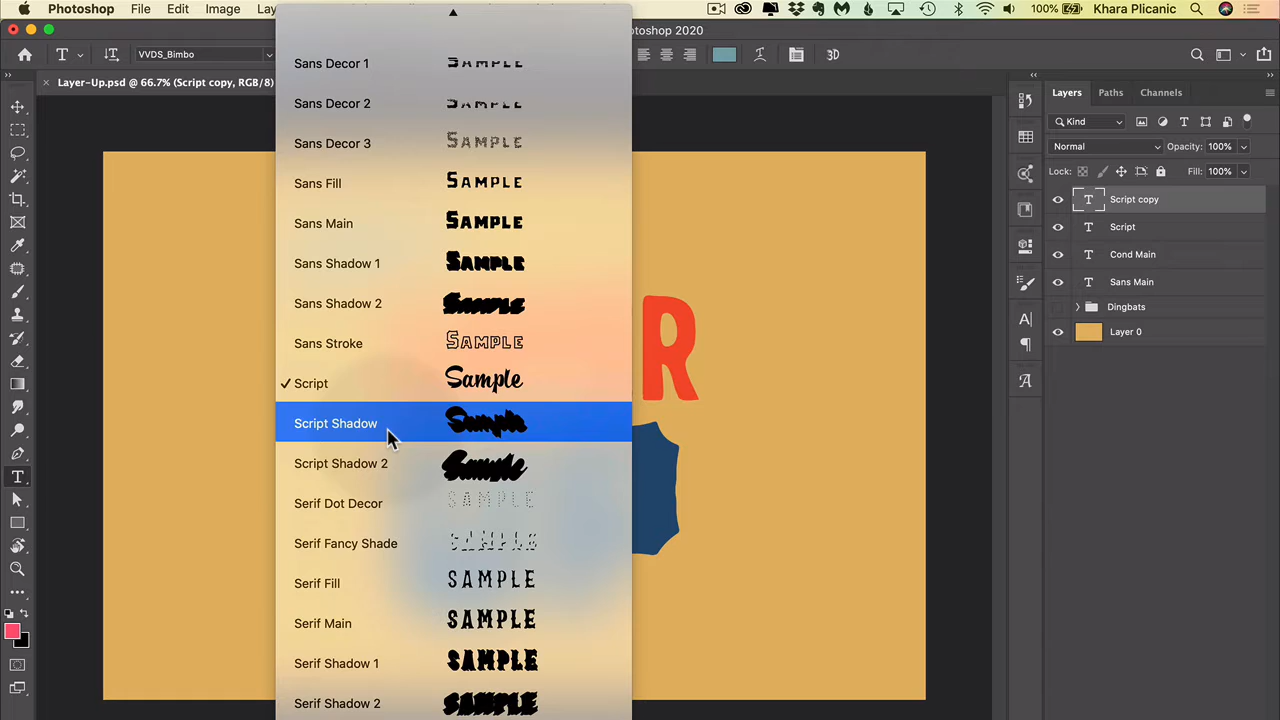 Photoshop File Edit Image Lay 100% Khara Plicanic
otoshop 2020
T VVDS_Bimbo 3D
Layer-Up.psd @ 66.7% (Script copy, RGB/8)
Layers Paths Channels
Kind
Normal Opacity: 100%
Lock: Fill: 100%
T Script copy
T Script
T Cond Main
T Sans Main
Dingbats
Layer 0
Sans Decor 1 SAMPLE
Sans Decor 2 SAMPLE
Sans Decor 3 SAMPLE
Sans Fill SAMPLE
Sans Main SAMPLE
Sans Shadow 1 SAMPLE
Sans Shadow 2 SAMPLE
Sans Stroke SAMPLE
✓ Script Sample
Script Shadow Sample
Script Shadow 2 Sample
Serif Dot Decor SAMPLE
Serif Fancy Shade SAMPLE
Serif Fill SAMPLE
Serif Main SAMPLE
Serif Shadow 1 SAMPLE
Serif Shadow 2 SAMPLE
R